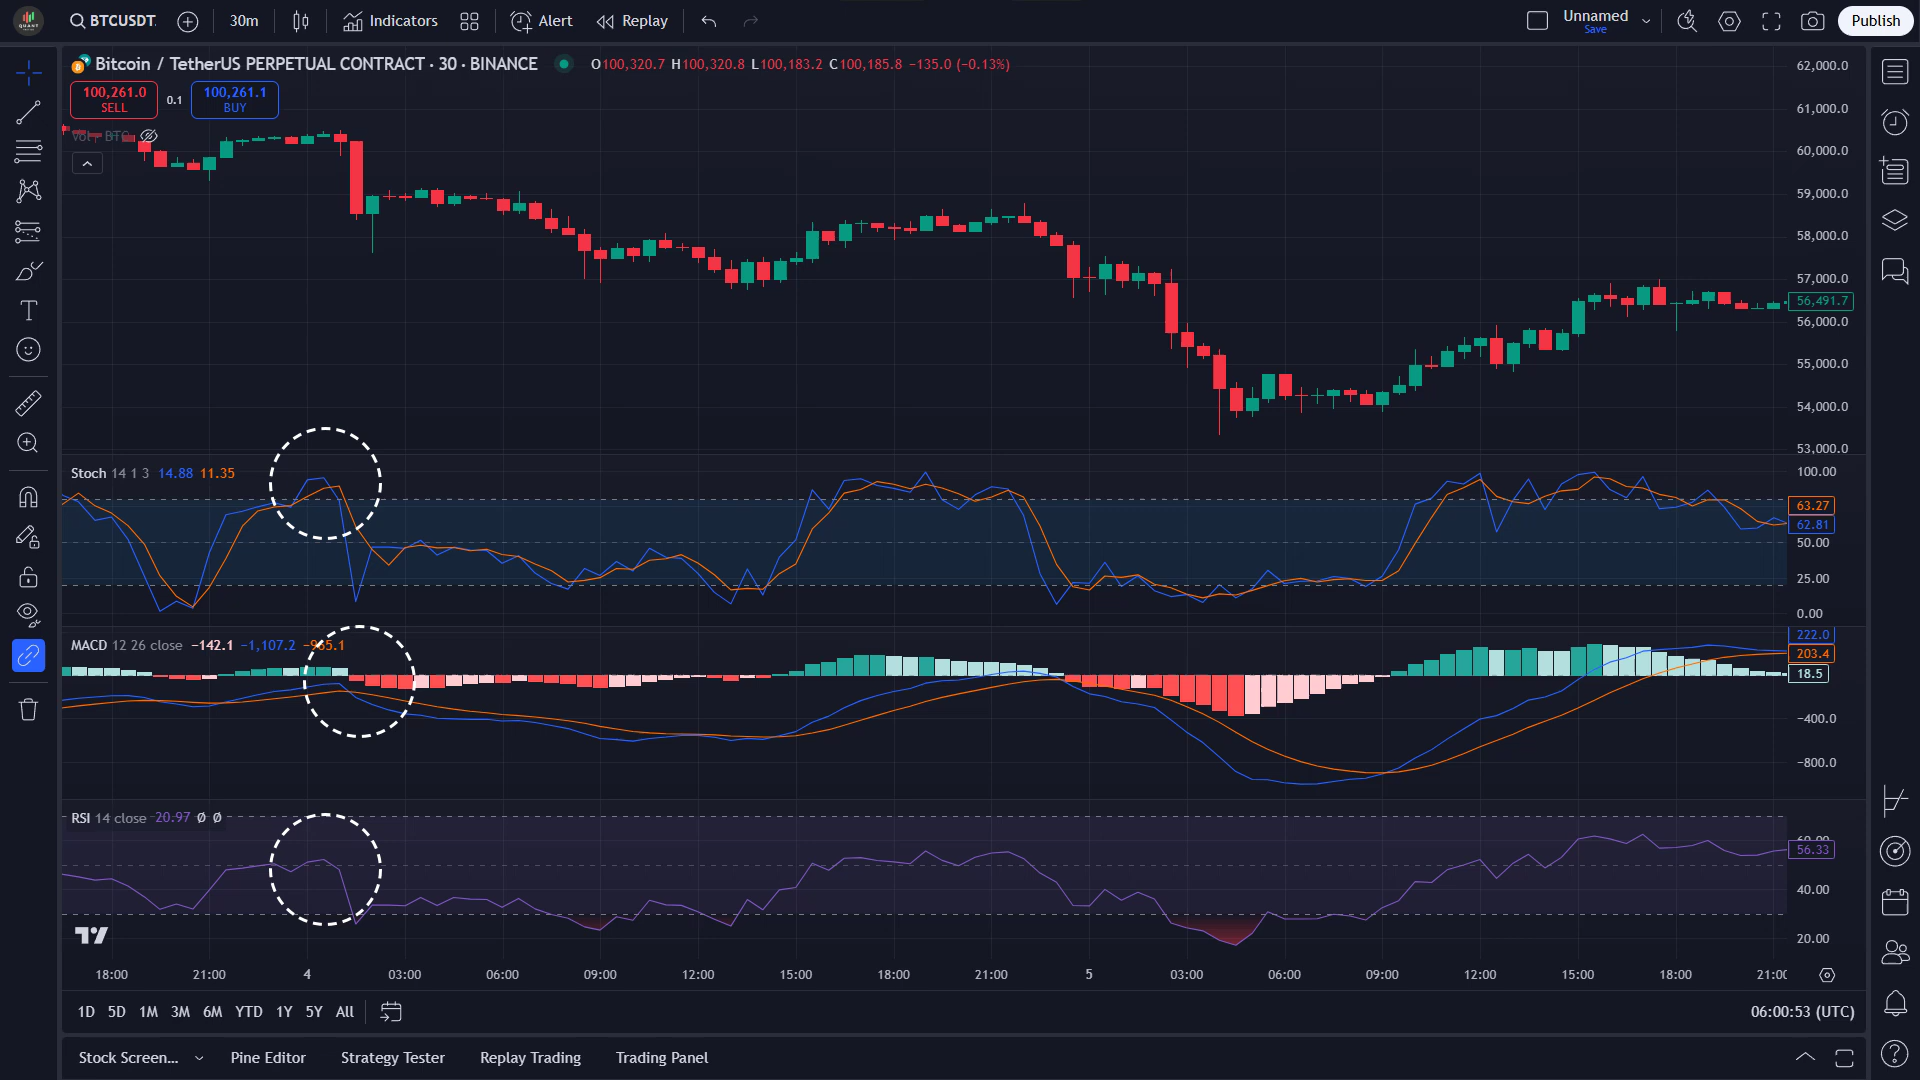 BTCUSDT. 30m Indicators Alert Replay Unnamed Save Publish
Bitcoin / TetherUS PERPETUAL CONTRACT · 30 · BINANCE O100,320.7 H100,320.8 L100,183.2 C100,185.8 −135.0 (−0.13%)
100,261.0 SELL 0.1 100,261.1 BUY
Vol · BTC
62,000.0
61,000.0
60,000.0
59,000.0
58,000.0
57,000.0
56,491.7
56,000.0
55,000.0
54,000.0
53,000.0
Stoch 14 1 3 14.88 11.35
100.00
63.27
62.81
50.00
25.00
0.00
MACD 12 26 close −142.1 −1,107.2 −965.1
222.0
203.4
18.5
−400.0
−800.0
RSI 14 close 20.97 Ø Ø
60.00
56.33
40.00
20.00
18:00 21:00 4 03:00 06:00 09:00 12:00 15:00 18:00 21:00 5 03:00 06:00 09:00 12:00 15:00 18:00 21:00
1D 5D 1M 3M 6M YTD 1Y 5Y All 06:00:53 (UTC)
Stock Screen... Pine Editor Strategy Tester Replay Trading Trading Panel